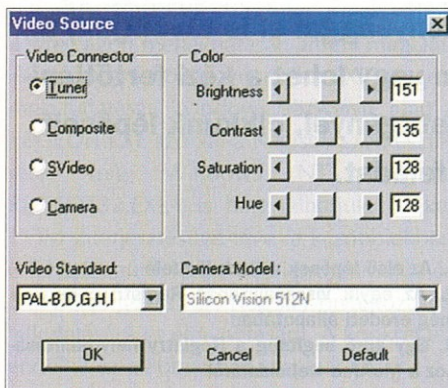 Video Source
Video Connector
Tuner
Composite
SVideo
Camera
Color
Brightness 151
Contrast 135
Saturation 128
Hue 128
Video Standard:
PAL-B,D,G,H,I
Camera Model:
Silicon Vision 512N
OK
Cancel
Default